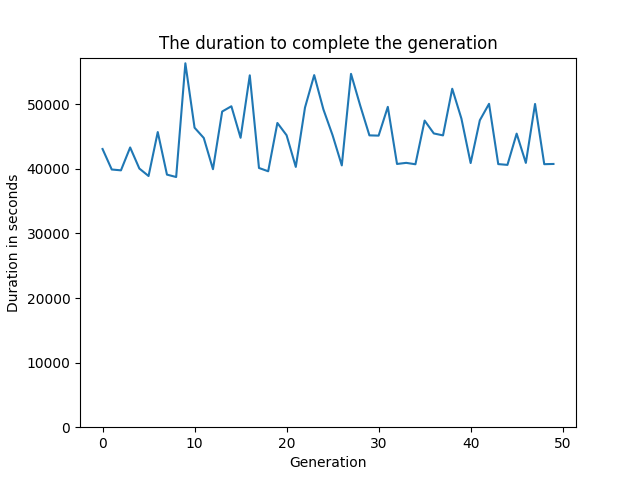 The duration to complete the generation
Duration in seconds
50000
40000
30000
20000
10000
0
0 10 20 30 40 50
Generation